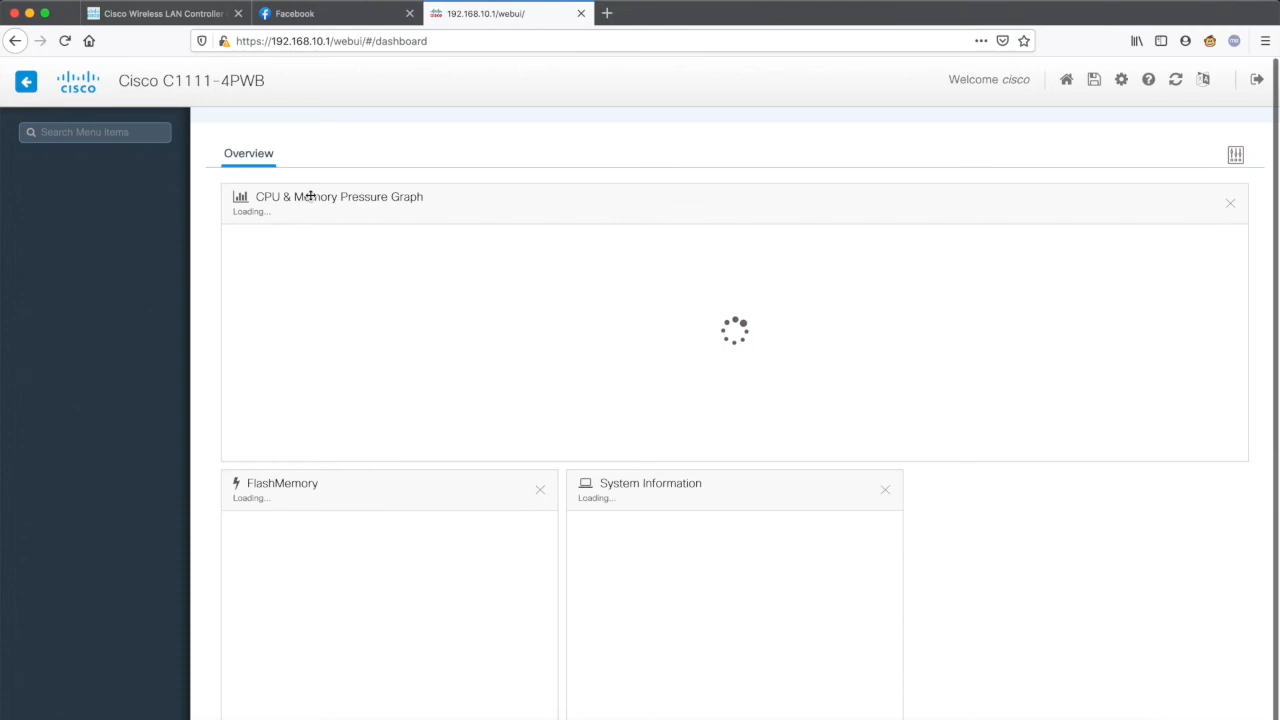 Cisco Wireless LAN Controller
Facebook
192.168.10.1/webui/
https://192.168.10.1/webui/#/dashboard
CISCO
Cisco C1111-4PWB
Welcome cisco
Search Menu Items
Overview
CPU & Memory Pressure Graph
Loading...
FlashMemory
Loading...
System Information
Loading...